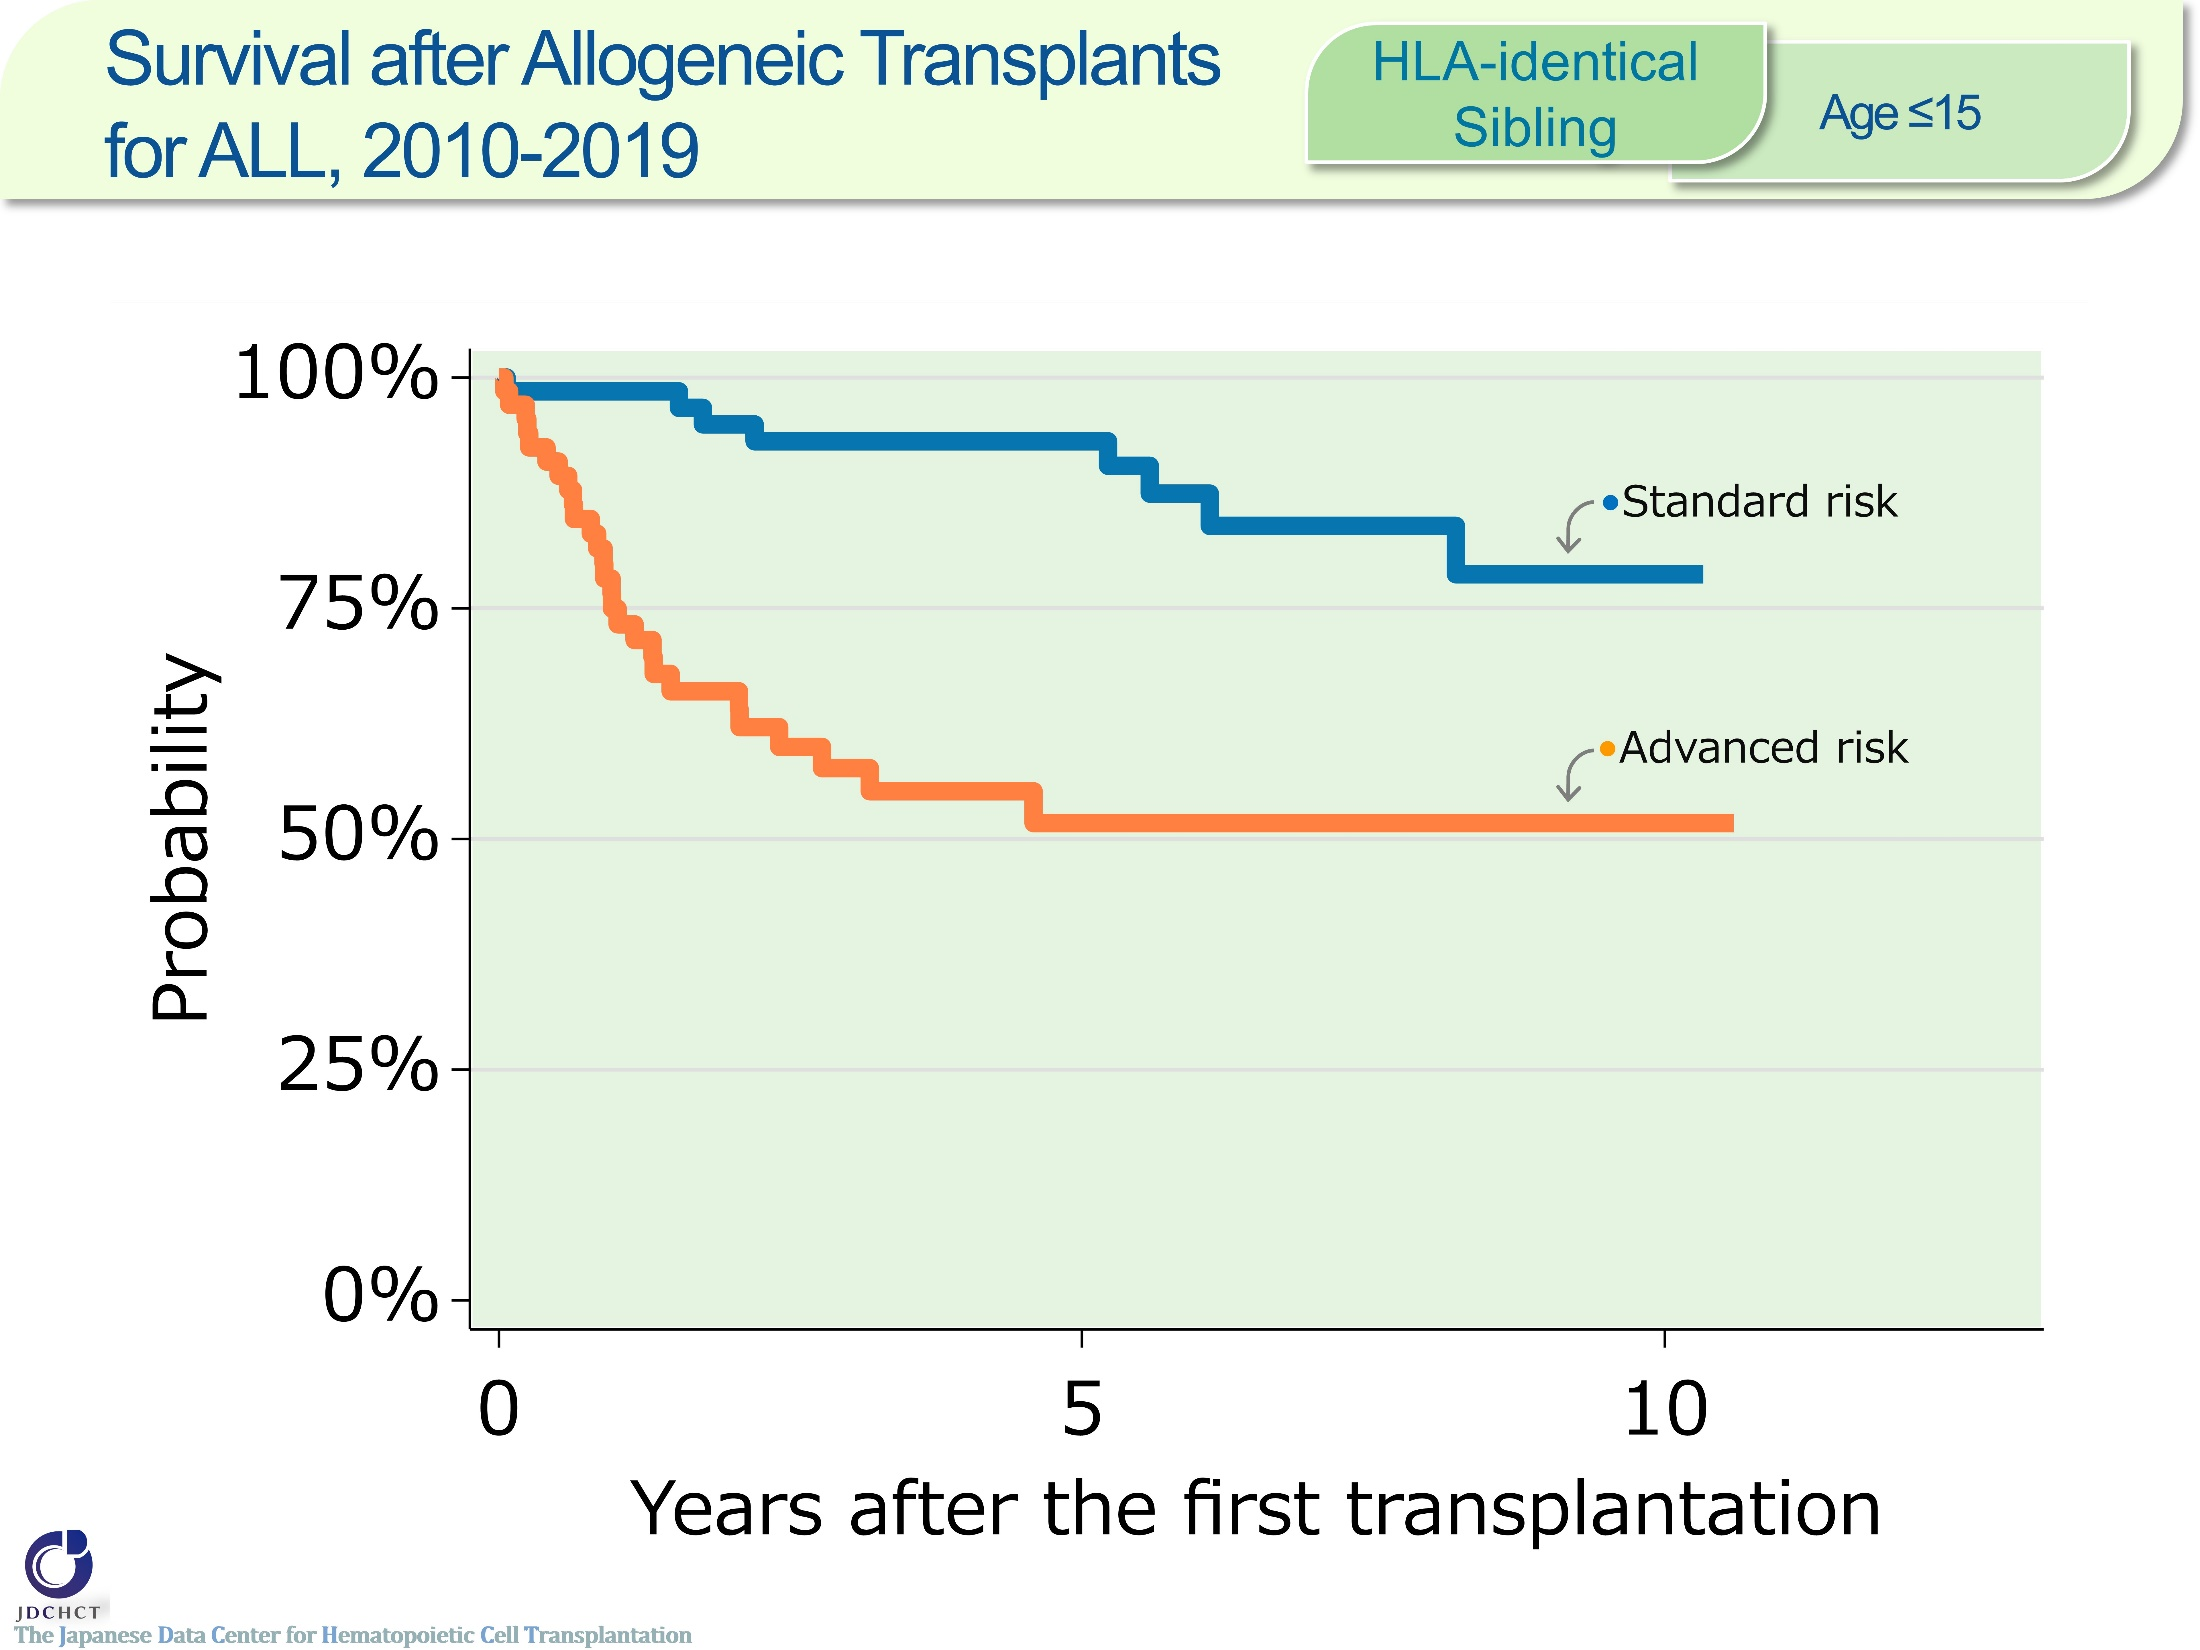 Survival after Allogeneic Transplants
for ALL, 2010-2019
HLA-identical
Sibling
Age ≤15
100%
75%
50%
25%
0%
Probability
Standard risk
Advanced risk
0
5
10
Years after the first transplantation
JDCHCT
The Japanese Data Center for Hematopoietic Cell Transplantation